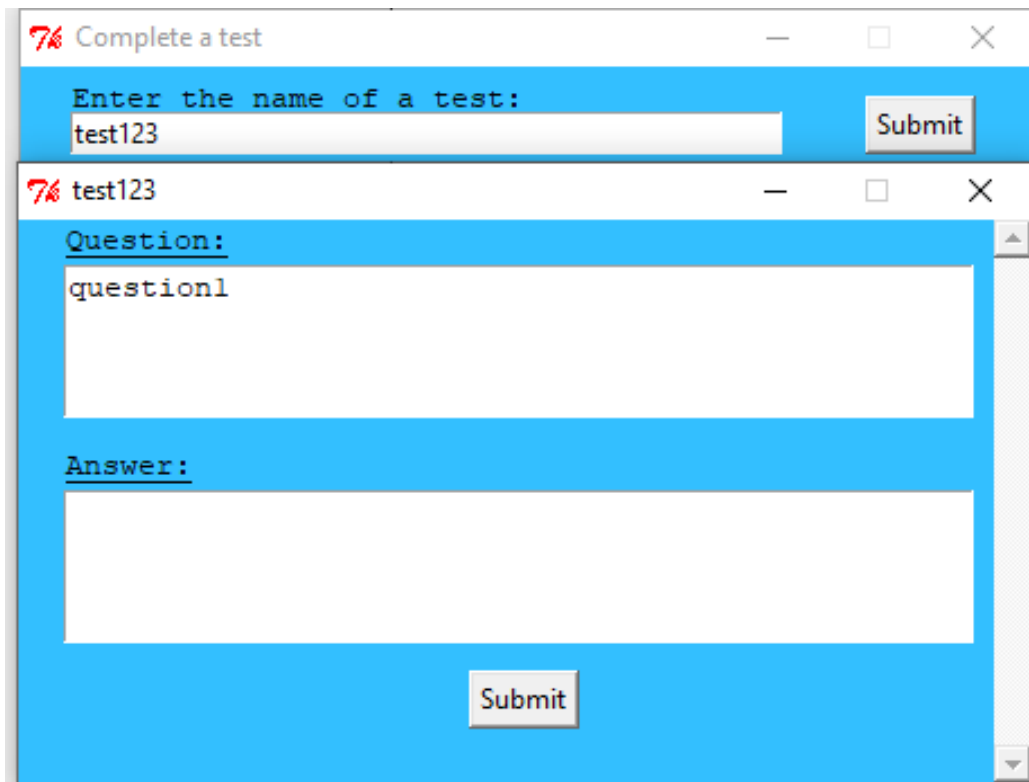 Complete a test
Enter the name of a test:
test123
Submit
test123
Question:
question1
Answer:
Submit